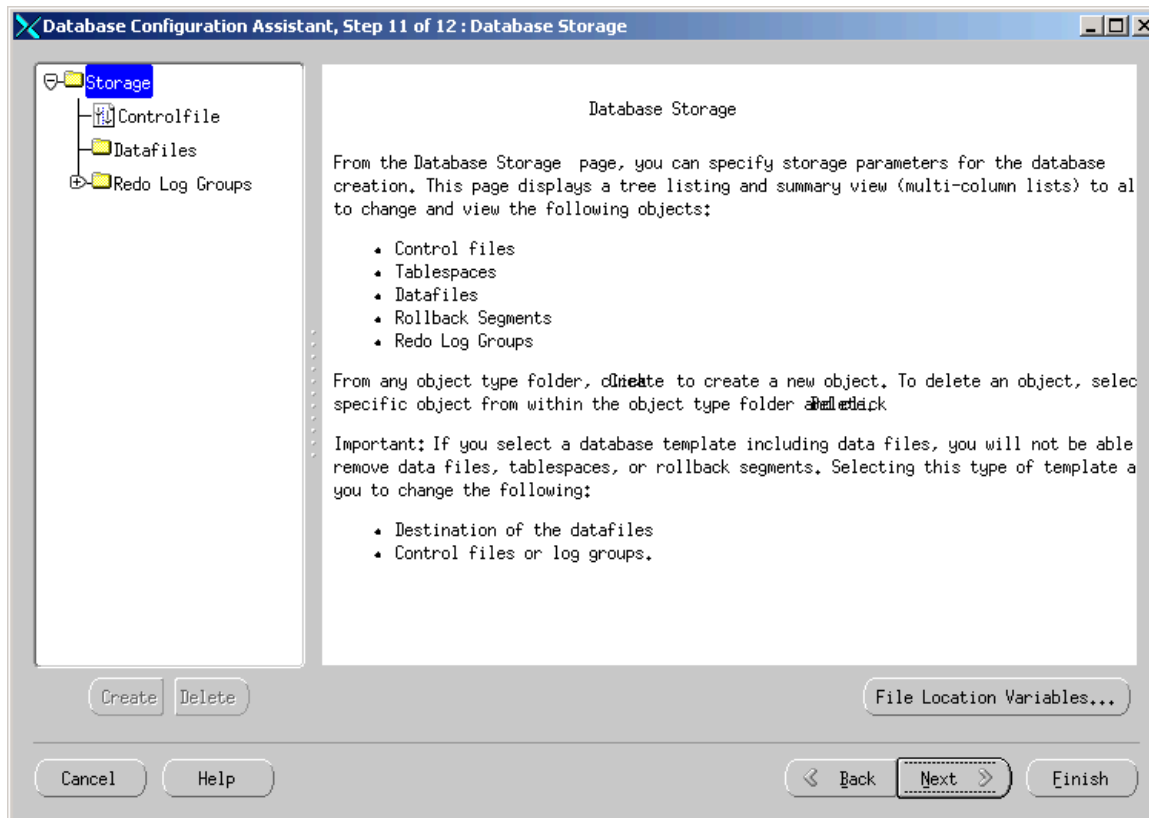 Database Configuration Assistant, Step 11 of 12 : Database Storage
Storage
Controlfile
Datafiles
Redo Log Groups
Database Storage
From the Database Storage page, you can specify storage parameters for the database
creation. This page displays a tree listing and summary view (multi-column lists) to al
to change and view the following objects:
• Control files
• Tablespaces
• Datafiles
• Rollback Segments
• Redo Log Groups
From any object type folder, to create a new object. To delete an object, selec
specific object from within the object type folder
Important: If you select a database template including data files, you will not be able
remove data files, tablespaces, or rollback segments. Selecting this type of template a
you to change the following:
• Destination of the datafiles
• Control files or log groups.
Create Delete
File Location Variables...
Cancel Help Back Next Finish